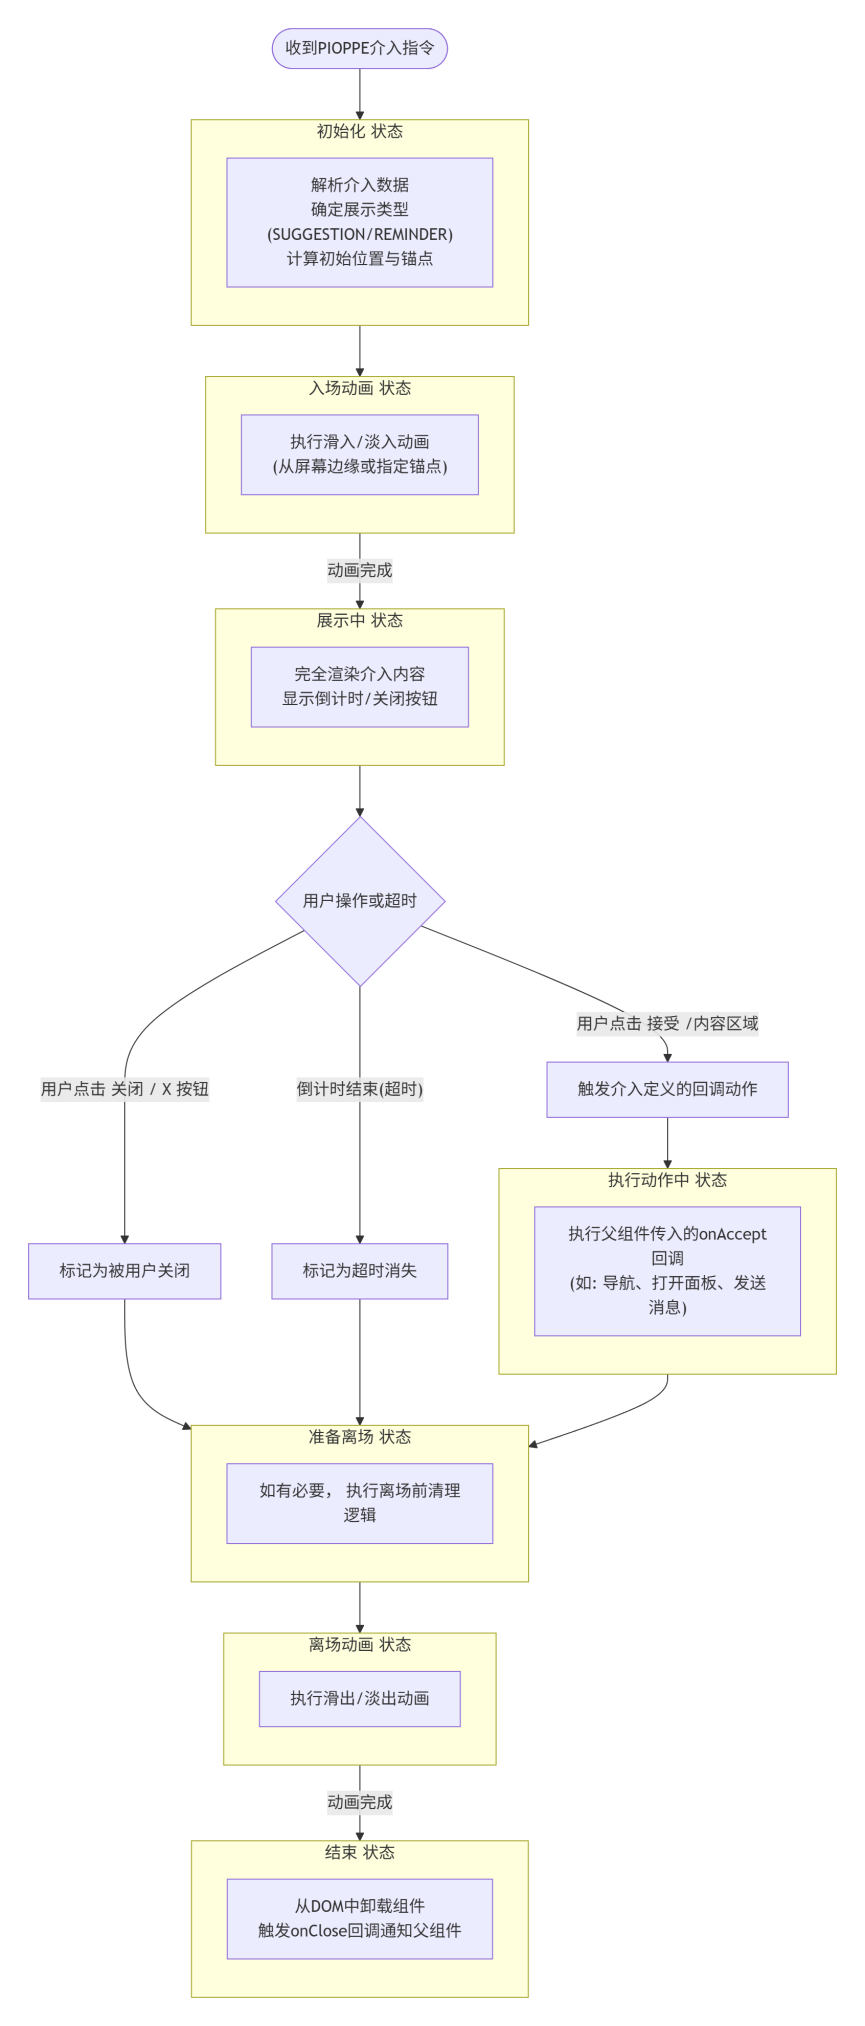 收到PIOPPE介入指令
初始化 状态
解析介入数据
确定展示类型
(SUGGESTION/REMINDER)
计算初始位置与锚点
入场动画 状态
执行滑入/淡入动画
(从屏幕边缘或指定锚点)
动画完成
展示中 状态
完全渲染介入内容
显示倒计时/关闭按钮
用户操作或超时
用户点击 接受 /内容区域
用户点击 关闭 / X 按钮
倒计时结束(超时)
触发介入定义的回调动作
执行动作中 状态
执行父组件传入的onAccept
回调
(如: 导航、打开面板、发送
消息)
标记为被用户关闭
标记为超时消失
准备离场 状态
如有必要， 执行离场前清理
逻辑
离场动画 状态
执行滑出/淡出动画
动画完成
结束 状态
从DOM中卸载组件
触发onClose回调通知父组件